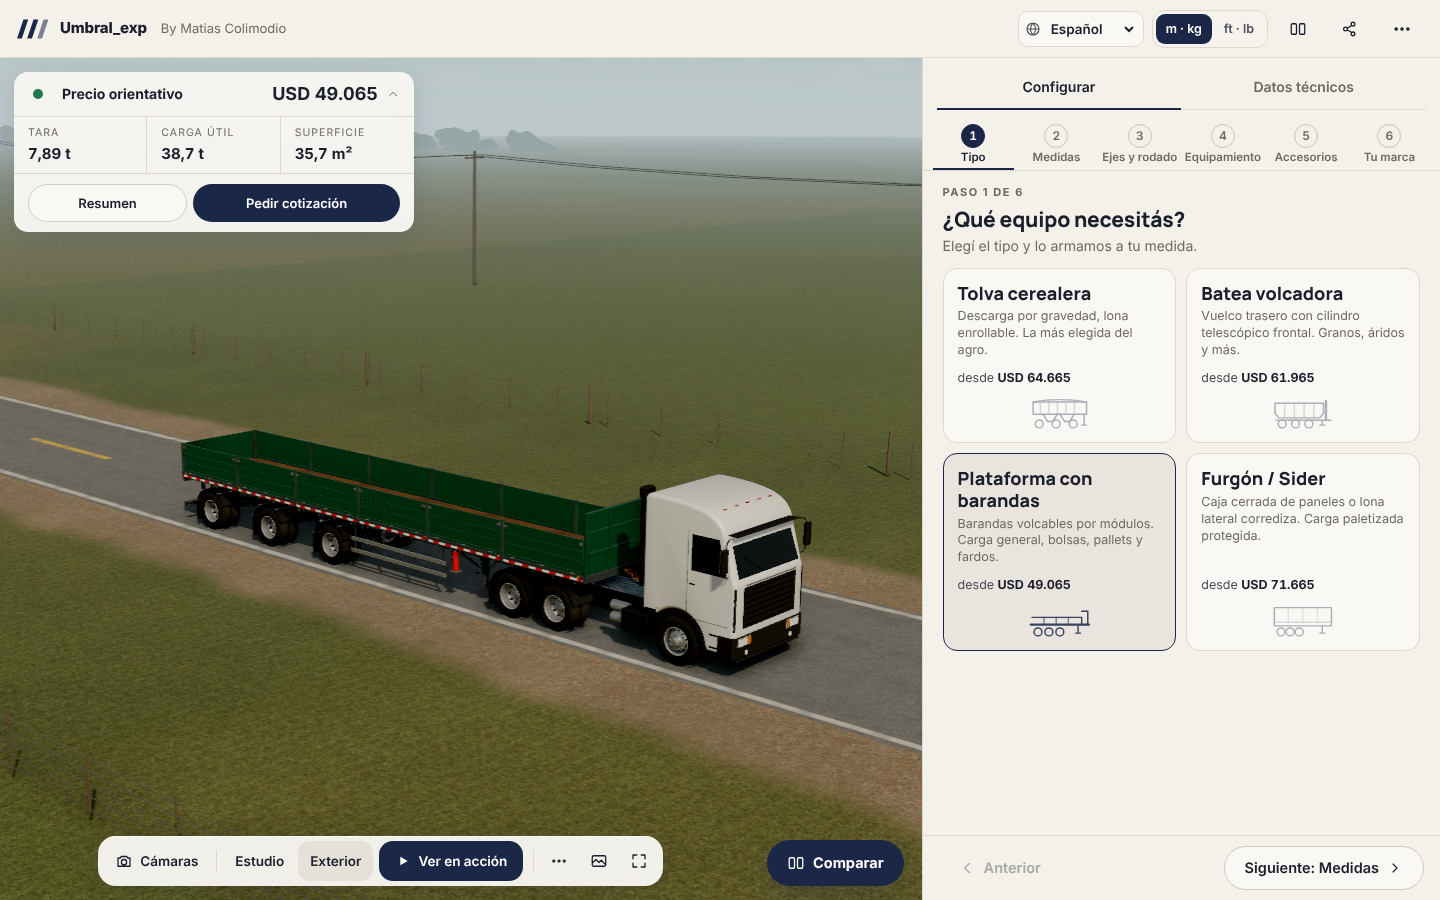 Umbral_exp By Matias Colimodio
Español
m · kg
ft · lb
Precio orientativo USD 49.065
TARA
7,89 t
CARGA ÚTIL
38,7 t
SUPERFICIE
35,7 m²
Resumen
Pedir cotización
Cámaras
Estudio
Exterior
Ver en acción
Comparar
Configurar
Datos técnicos
1
Tipo
2
Medidas
3
Ejes y rodado
4
Equipamiento
5
Accesorios
6
Tu marca
PASO 1 DE 6
¿Qué equipo necesitás?
Elegí el tipo y lo armamos a tu medida.
Tolva cerealera
Descarga por gravedad, lona
enrollable. La más elegida del
agro.
desde USD 64.665
Batea volcadora
Vuelco trasero con cilindro
telescópico frontal. Granos, áridos
y más.
desde USD 61.965
Plataforma con
barandas
Barandas volcables por módulos.
Carga general, bolsas, pallets y
fardos.
desde USD 49.065
Furgón / Sider
Caja cerrada de paneles o lona
lateral corrediza. Carga paletizada
protegida.
desde USD 71.665
Anterior
Siguiente: Medidas